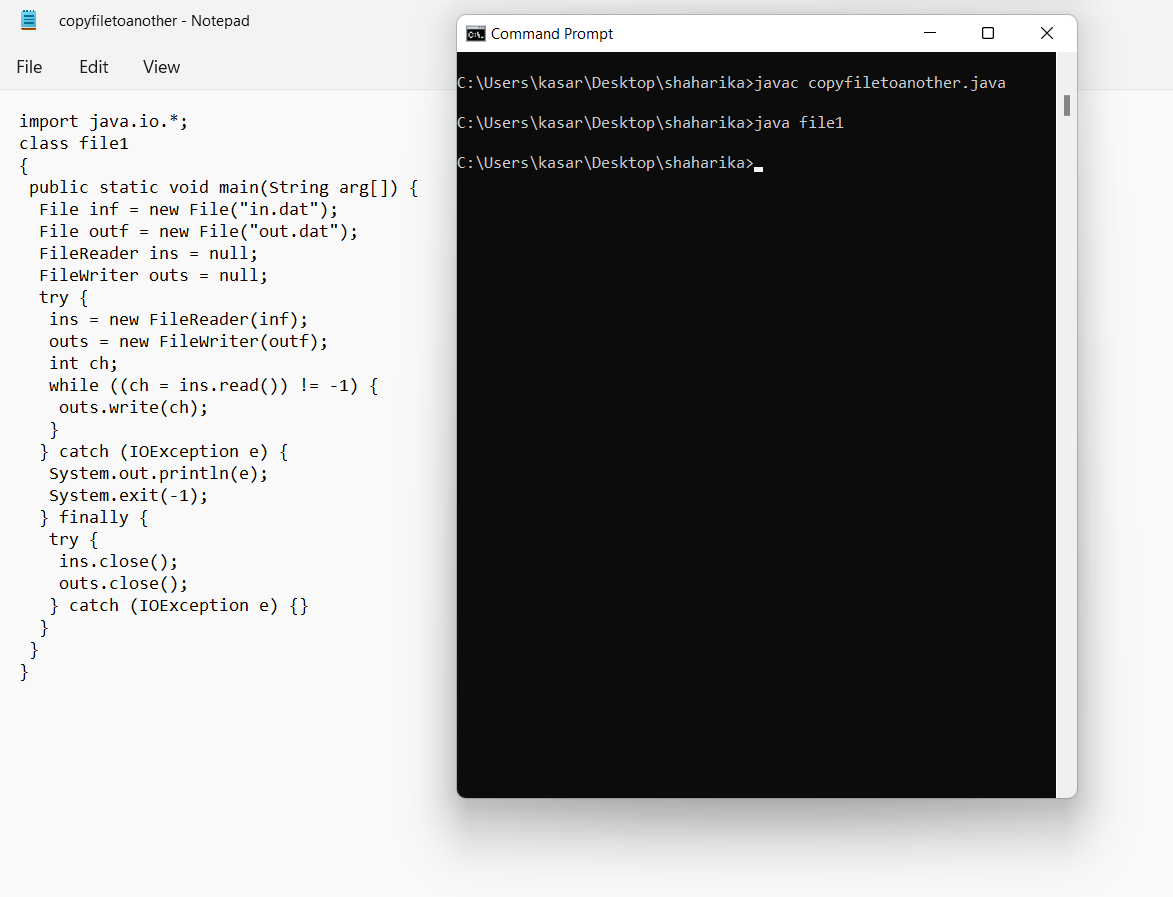 copyfiletoanother - Notepad
File Edit View
import java.io.*;
class file1
{
public static void main(String arg[]) {
File inf = new File("in.dat");
File outf = new File("out.dat");
FileReader ins = null;
FileWriter outs = null;
try {
ins = new FileReader(inf);
outs = new FileWriter(outf);
int ch;
while ((ch = ins.read()) != -1) {
outs.write(ch);
}
} catch (IOException e) {
System.out.println(e);
System.exit(-1);
} finally {
try {
ins.close();
outs.close();
} catch (IOException e) {}
}
}
}
C:\. Command Prompt
C:\Users\kasar\Desktop\shaharika>javac copyfiletoanother.java
C:\Users\kasar\Desktop\shaharika>java file1
C:\Users\kasar\Desktop\shaharika>